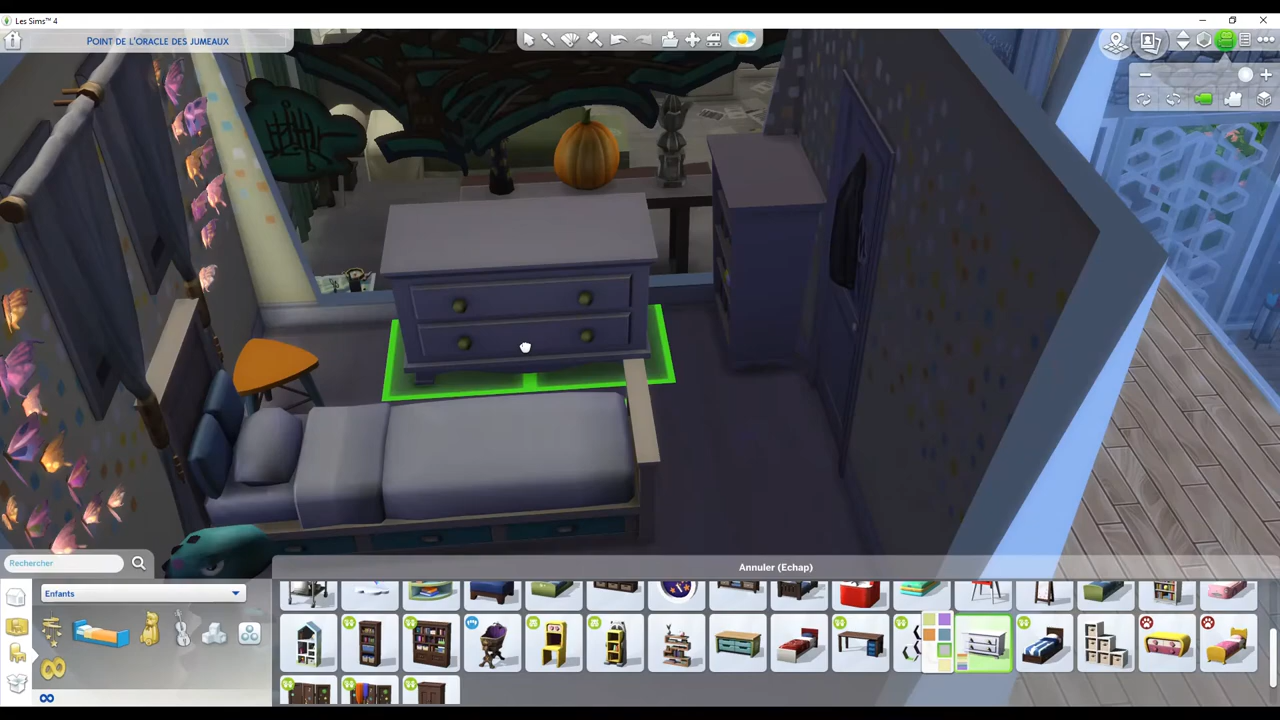 Les Sims™ 4
POINT DE L'ORACLE DES JUMEAUX
Rechercher
Annuler (Echap)
Enfants